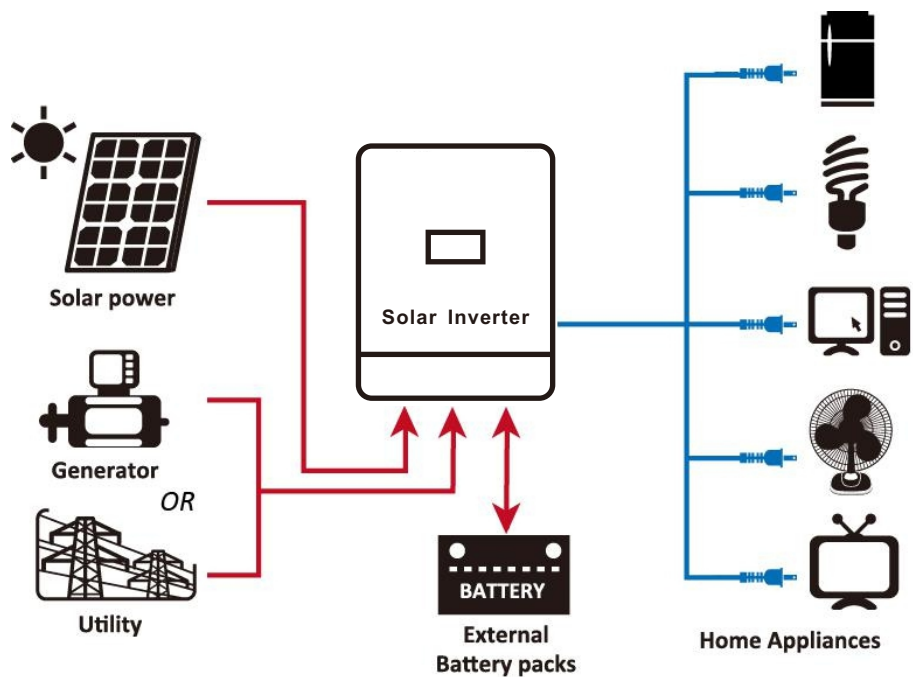 Solar power
Solar Inverter
Generator
OR
Utility
BATTERY
External
Battery packs
Home Appliances